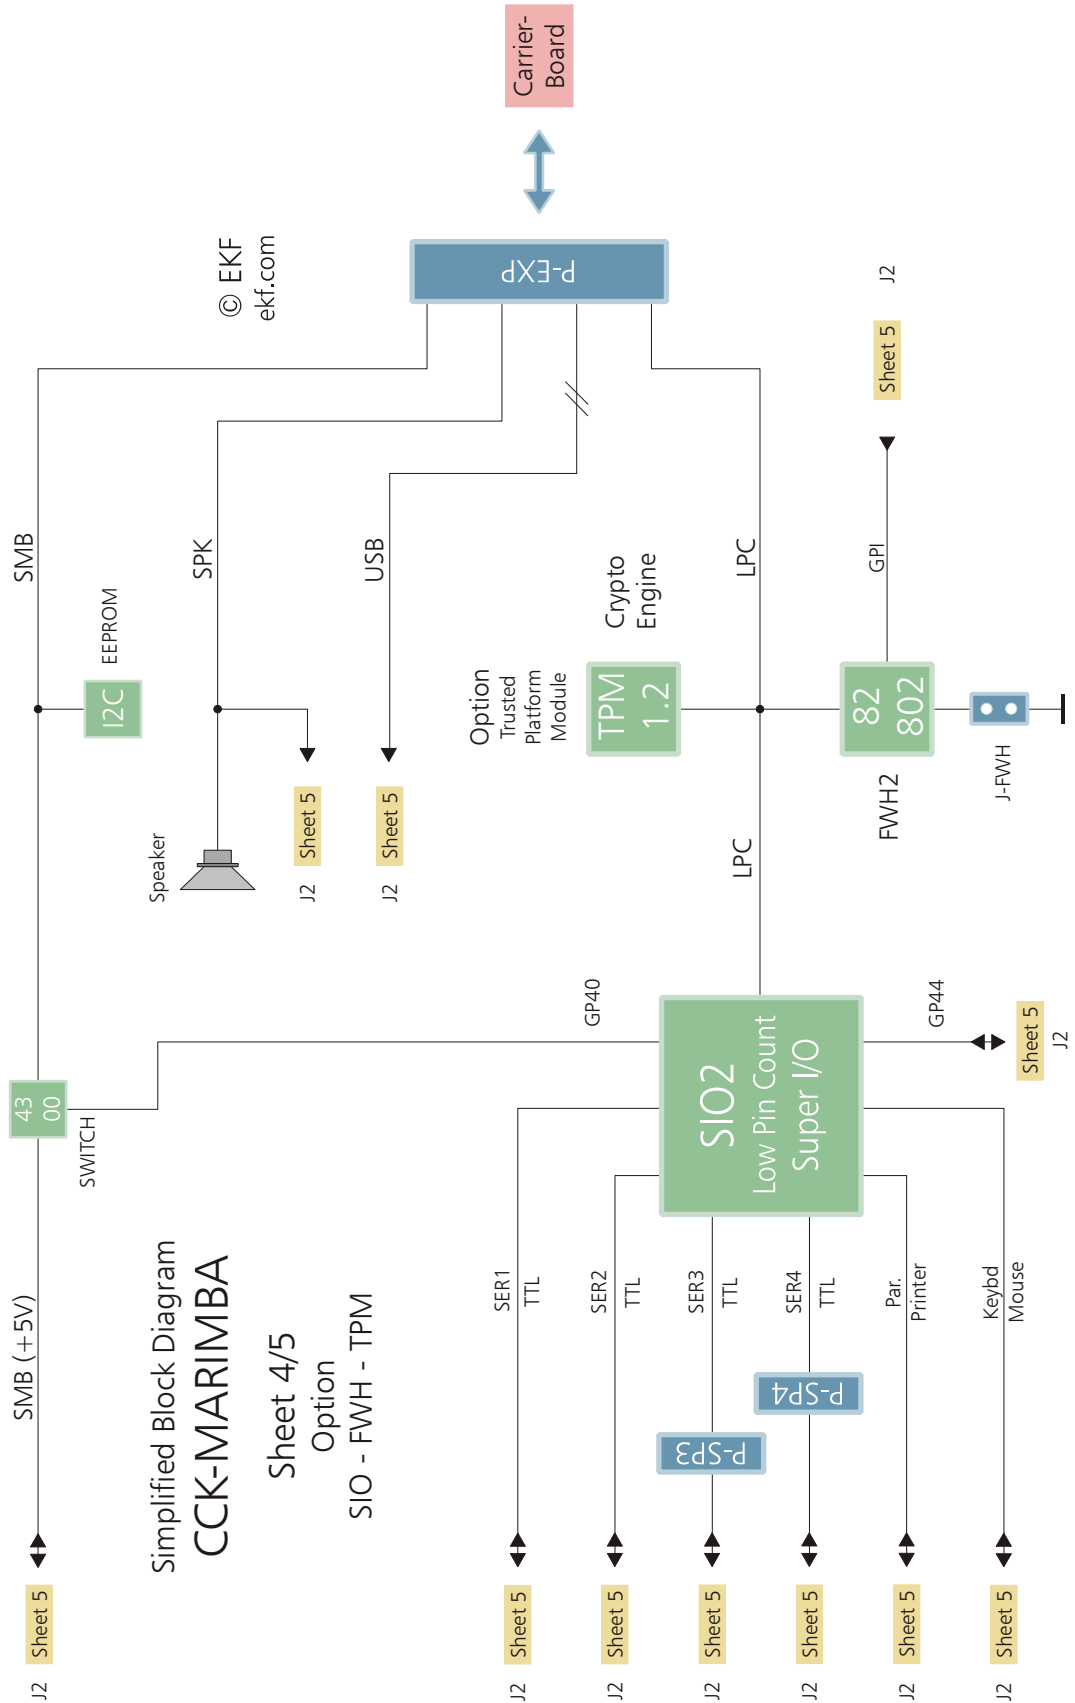 Simplified Block Diagram
CCK-MARIMBA
Sheet 4/5
Option
SIO - FWH - TPM
© EKF
ekf.com
Carrier-
Board
P-EXP
SMB
SMB (+5V)
J2
Sheet 5
43
00
SWITCH
I2C
EEPROM
SPK
Speaker
J2
Sheet 5
USB
J2
Sheet 5
Option
Trusted
Platform
Module
TPM
1.2
Crypto
Engine
LPC
LPC
82
802
FWH2
GPI
Sheet 5
J2
J-FWH
GP40
GP44
Sheet 5
J2
SIO2
Low Pin Count
Super I/O
SER1
TTL
J2
Sheet 5
SER2
TTL
J2
Sheet 5
SER3
TTL
P-SP3
J2
Sheet 5
SER4
TTL
P-SP4
J2
Sheet 5
Par.
Printer
J2
Sheet 5
Keybd
Mouse
J2
Sheet 5